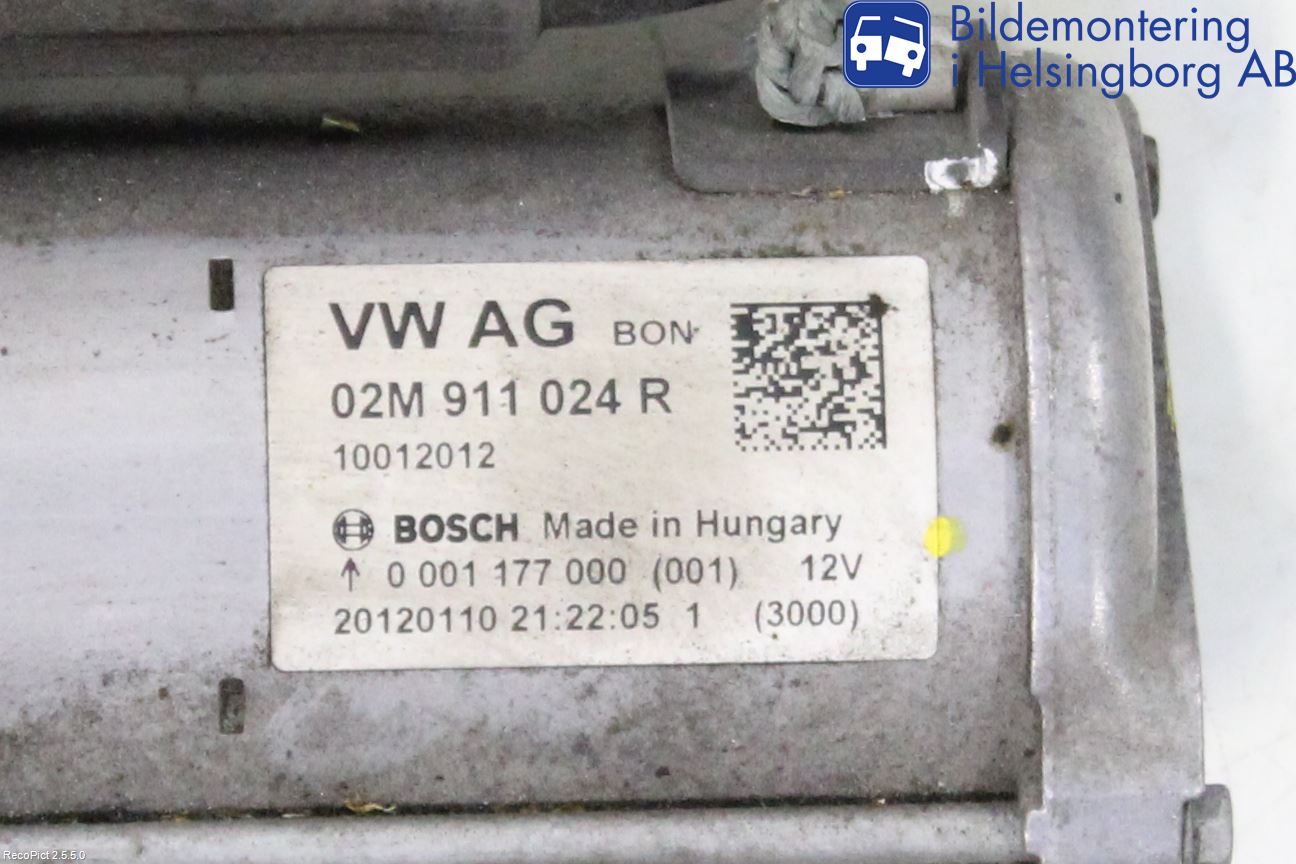 Bildemontering
i Helsingborg AB
VW AG BON
02M 911 024 R
10012012
BOSCH Made in Hungary
↑ 0 001 177 000 (001) 12V
20120110 21:22:05 1 (3000)
RecoPict 2.5.5.0